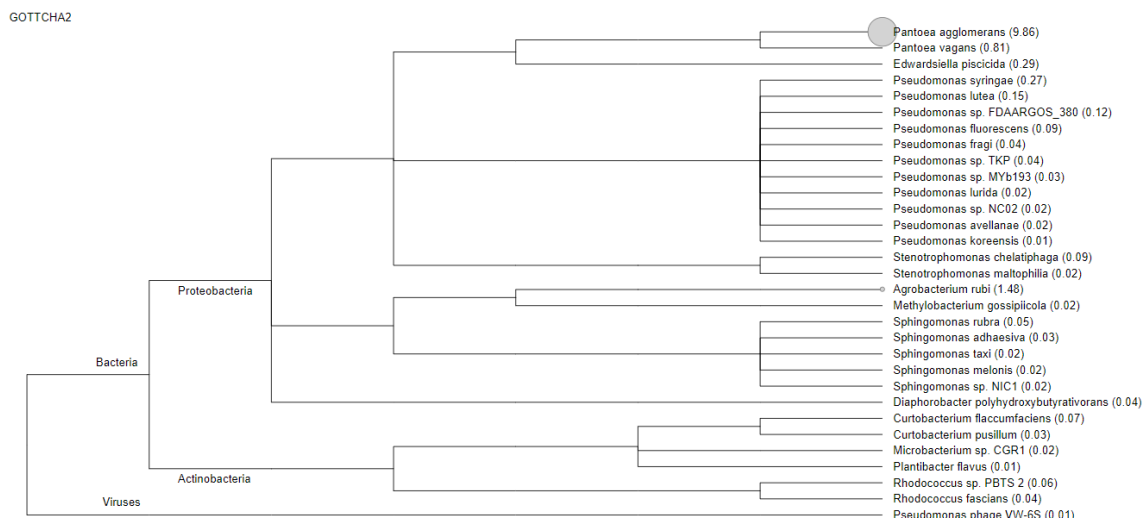 GOTTCHA2
Pantoea agglomerans (9.86)
Pantoea vagans (0.81)
Edwardsiella piscicida (0.29)
Pseudomonas syringae (0.27)
Pseudomonas lutea (0.15)
Pseudomonas sp. FDAARGOS_380 (0.12)
Pseudomonas fluorescens (0.09)
Pseudomonas fragi (0.04)
Pseudomonas sp. TKP (0.04)
Pseudomonas sp. MYb193 (0.03)
Pseudomonas lurida (0.02)
Pseudomonas sp. NC02 (0.02)
Pseudomonas avellanae (0.02)
Pseudomonas koreensis (0.01)
Stenotrophomonas chelatiphaga (0.09)
Stenotrophomonas maltophilia (0.02)
Proteobacteria
Agrobacterium rubi (1.48)
Methylobacterium gossipiicola (0.02)
Sphingomonas rubra (0.05)
Sphingomonas adhaesiva (0.03)
Sphingomonas taxi (0.02)
Bacteria
Sphingomonas melonis (0.02)
Sphingomonas sp. NIC1 (0.02)
Diaphorobacter polyhydroxybutyrativorans (0.04)
Curtobacterium flaccumfaciens (0.07)
Curtobacterium pusillum (0.03)
Microbacterium sp. CGR1 (0.02)
Plantibacter flavus (0.01)
Actinobacteria
Rhodococcus sp. PBTS 2 (0.06)
Rhodococcus fascians (0.04)
Viruses
Pseudomonas phage VW-6S (0.01)